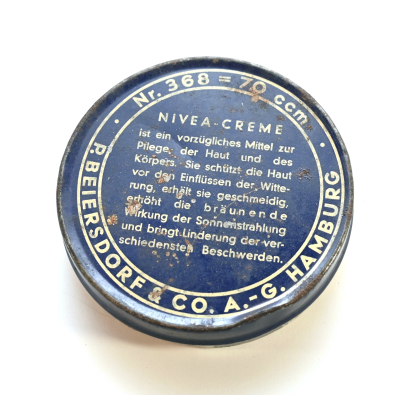 Nr. 368 = 70 ccm.
NIVEA-CREME
ist ein vorzügliches Mittel zur
Pflege der Haut und des
Körpers. Sie schützt die Haut
vor den Einflüssen der Witte-
rung, erhält sie geschmeidig,
erhöht die bräunende
Wirkung der Sonnenstrahlung
und bringt Linderung der ver-
schiedensten Beschwerden.
P. BEIERSDORF & CO. A.-G. HAMBURG